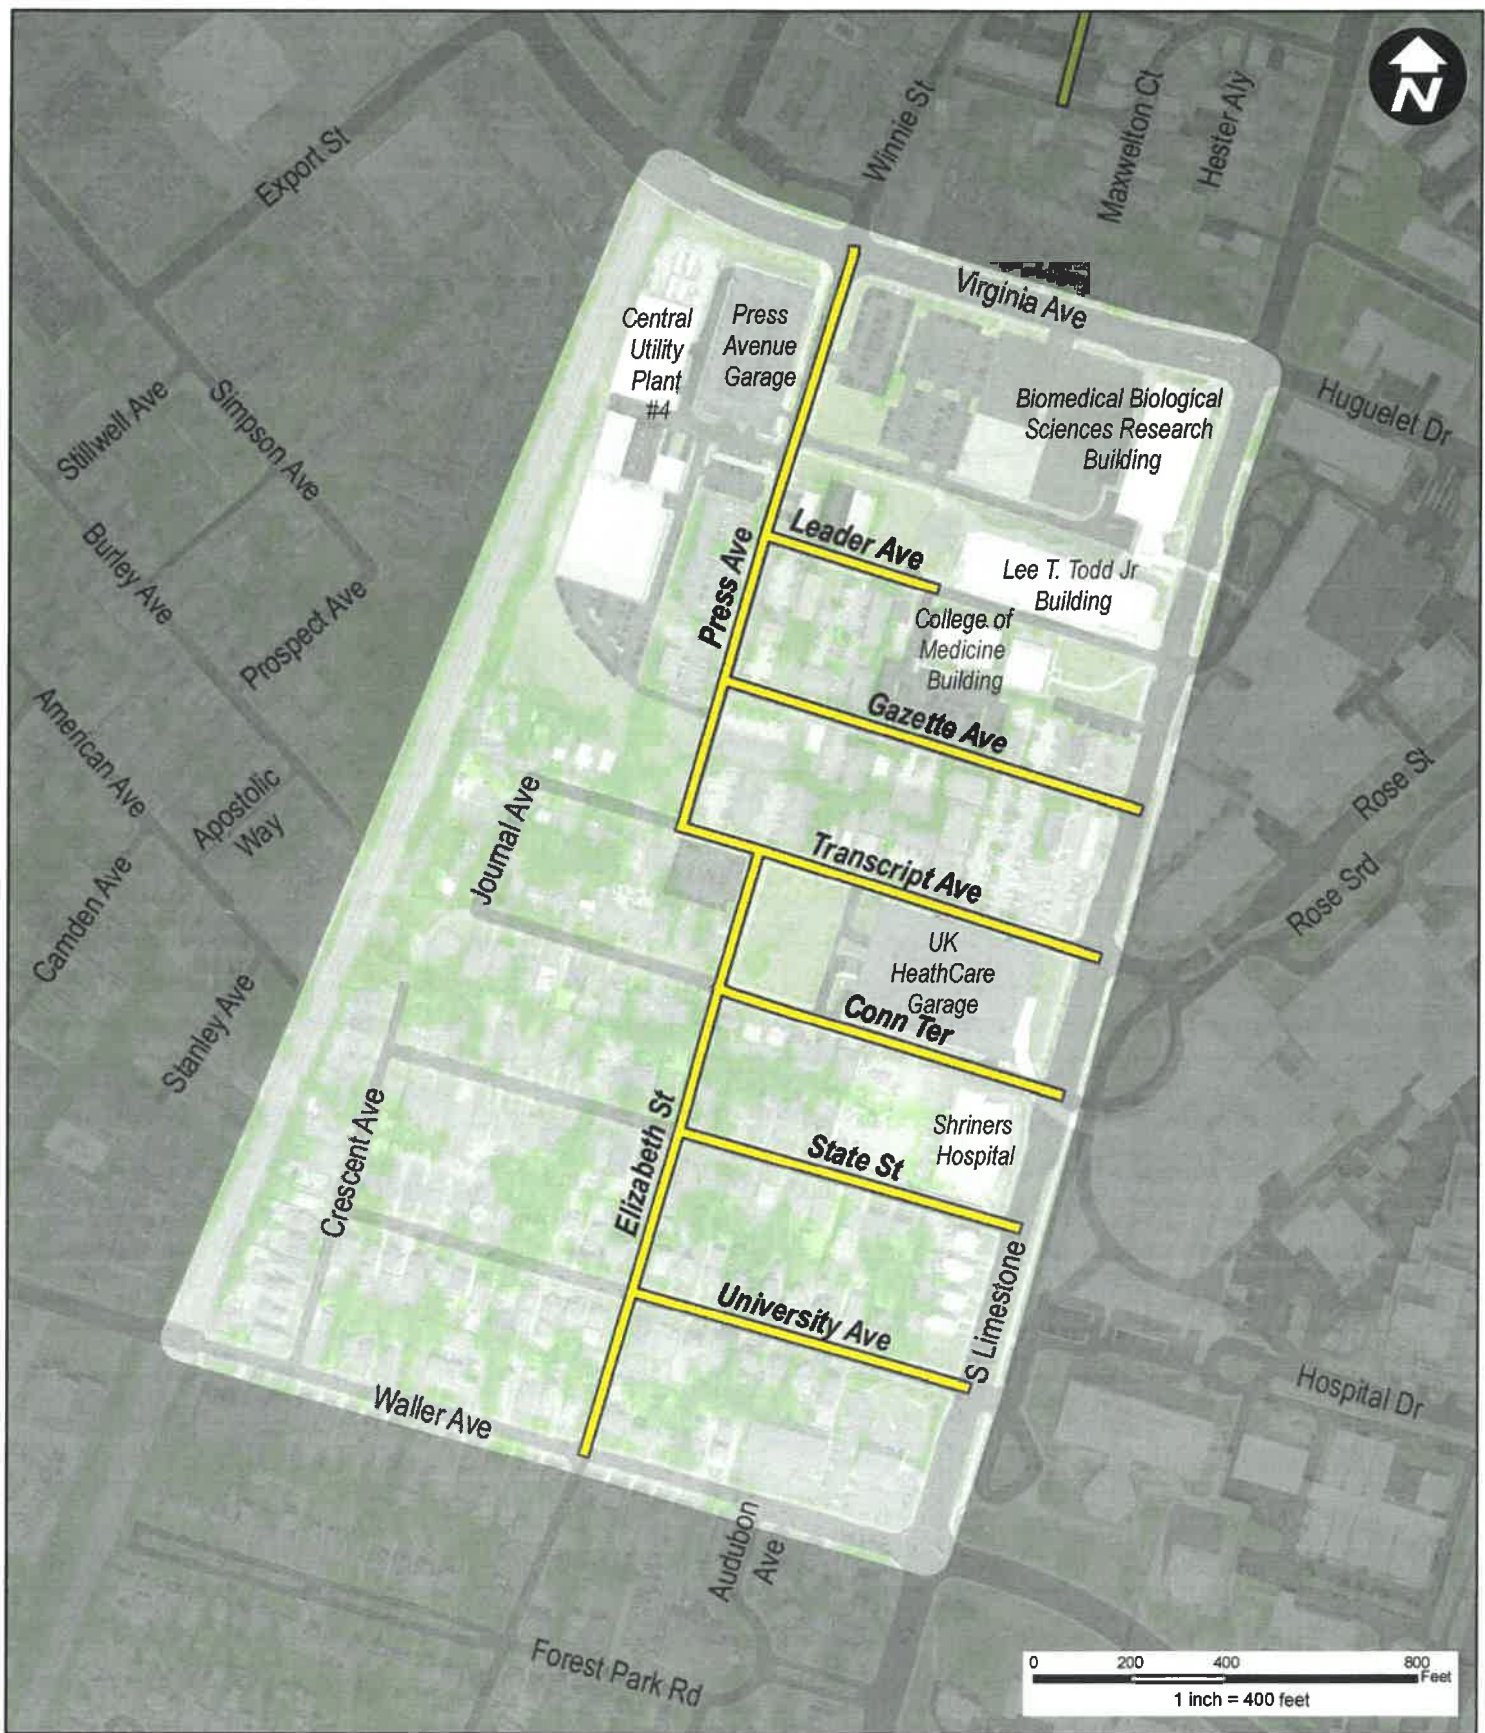 N
Winnie St
Maxwelton Ct
Hester Aly
Export St
Virginia Ave
Central
Utility
Plant
#4
Press
Avenue
Garage
Biomedical Biological
Sciences Research
Building
Huguelet Dr
Stillwell Ave
Simpson Ave
Burley Ave
Prospect Ave
Press Ave
Leader Ave
Lee T. Todd Jr
Building
College of
Medicine
Building
Gazette Ave
American Ave
Apostolic
Way
Journal Ave
Rose St
Transcript Ave
Camden Ave
Rose Srd
UK
HeathCare
Garage
Conn Ter
Stanley Ave
Crescent Ave
Elizabeth St
Shriners
Hospital
State St
S Limestone
University Ave
Hospital Dr
Waller Ave
Audubon
Ave
Forest Park Rd
0 200 400 800
Feet
1 inch = 400 feet